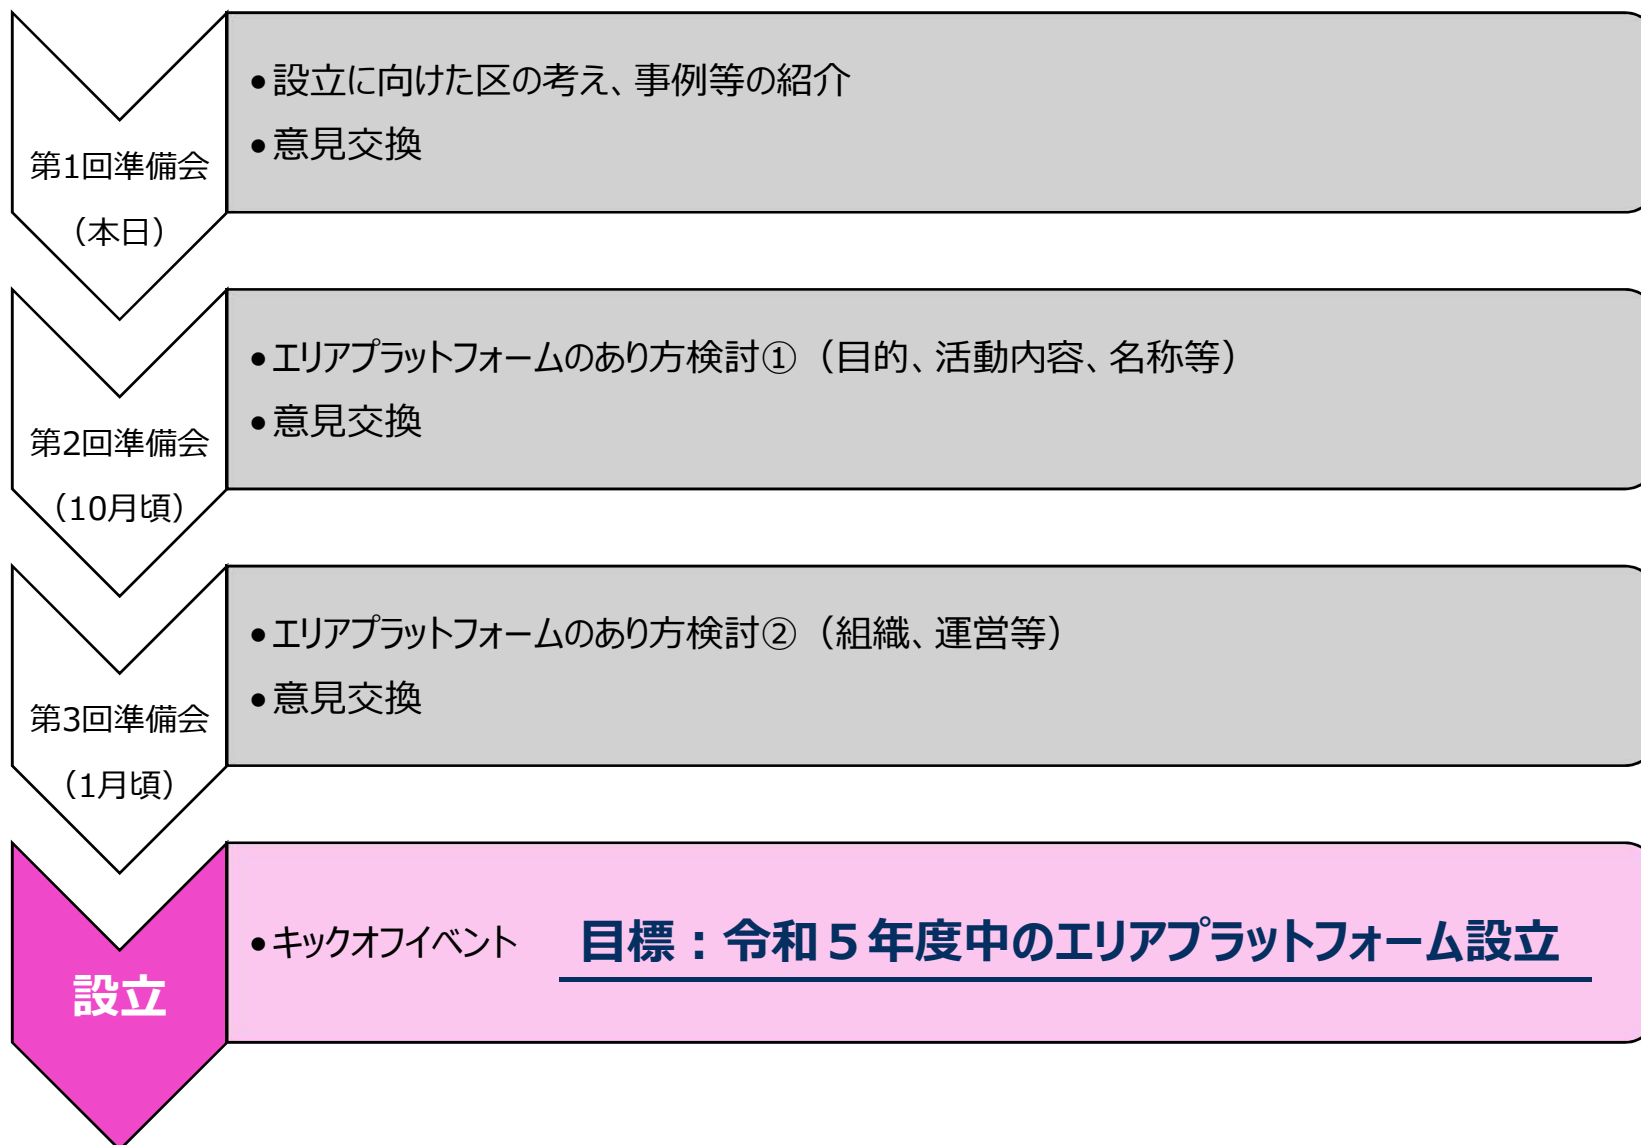 第1回準備会
（本日）
•設立に向けた区の考え、事例等の紹介
•意見交換
第2回準備会
（10月頃）
•エリアプラットフォームのあり方検討①（目的、活動内容、名称等）
•意見交換
第3回準備会
（1月頃）
•エリアプラットフォームのあり方検討②（組織、運営等）
•意見交換
設立
•キックオフイベント　目標：令和５年度中のエリアプラットフォーム設立